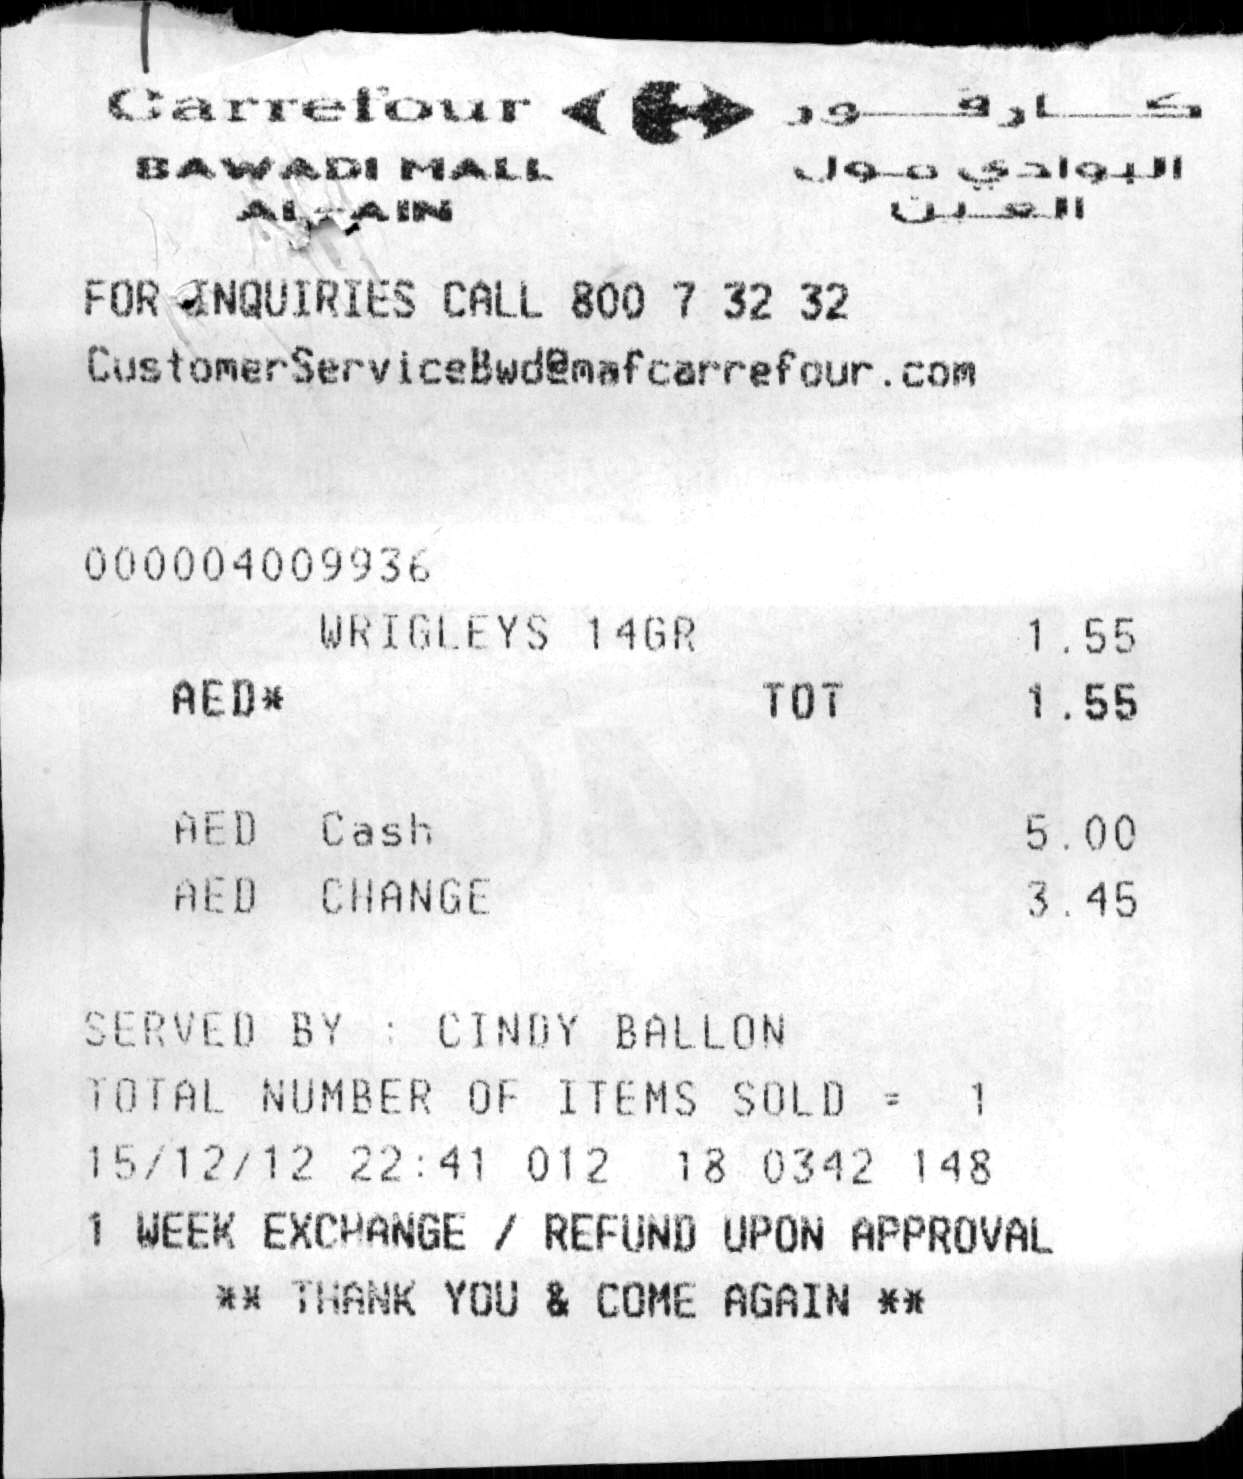 Carrefour كارفور
BAWADI MALL البوادي مول
AL-AIN العين
FOR INQUIRIES CALL 800 7 32 32
CustomerServiceBwd@mafcarrefour.com
000004009936
WRIGLEYS 14GR 1.55
AED* TOT 1.55
AED Cash 5.00
AED CHANGE 3.45
SERVED BY : CINDY BALLON
TOTAL NUMBER OF ITEMS SOLD = 1
15/12/12 22:41 012 18 0342 148
1 WEEK EXCHANGE / REFUND UPON APPROVAL
** THANK YOU & COME AGAIN **